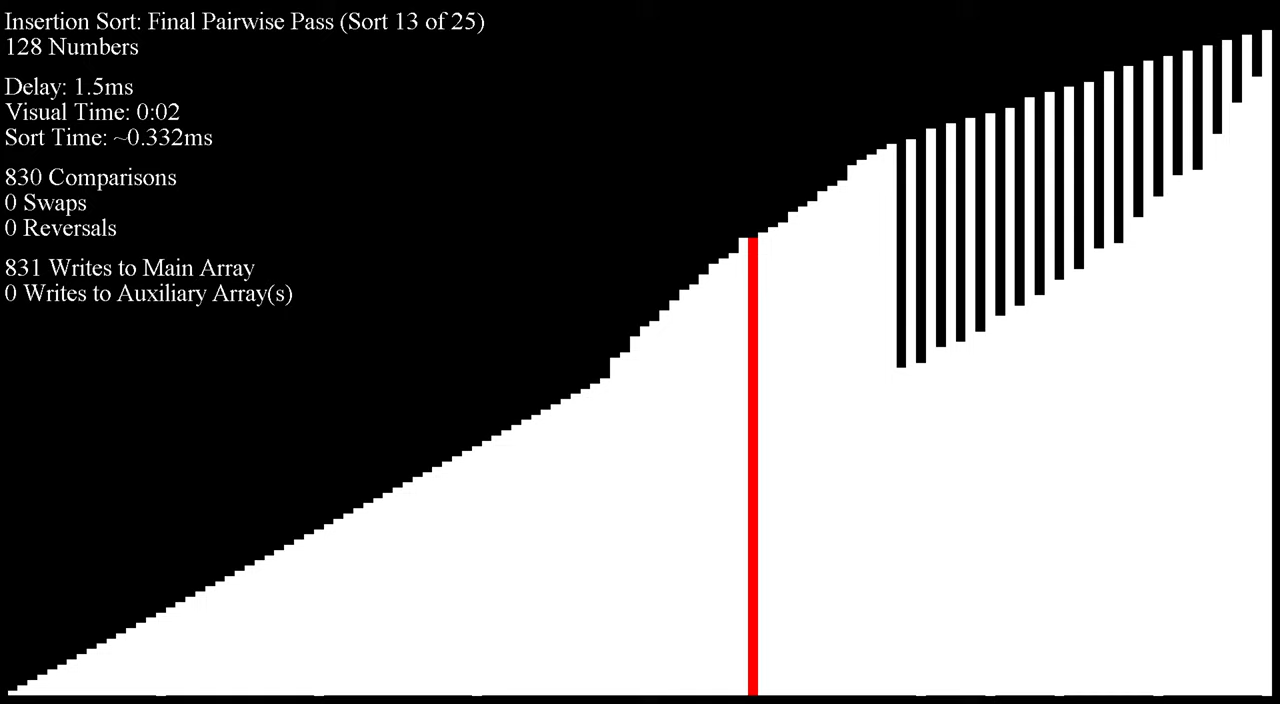 Insertion Sort: Final Pairwise Pass (Sort 13 of 25)
128 Numbers
Delay: 1.5ms
Visual Time: 0:02
Sort Time: ~0.332ms
830 Comparisons
0 Swaps
0 Reversals
831 Writes to Main Array
0 Writes to Auxiliary Array(s)